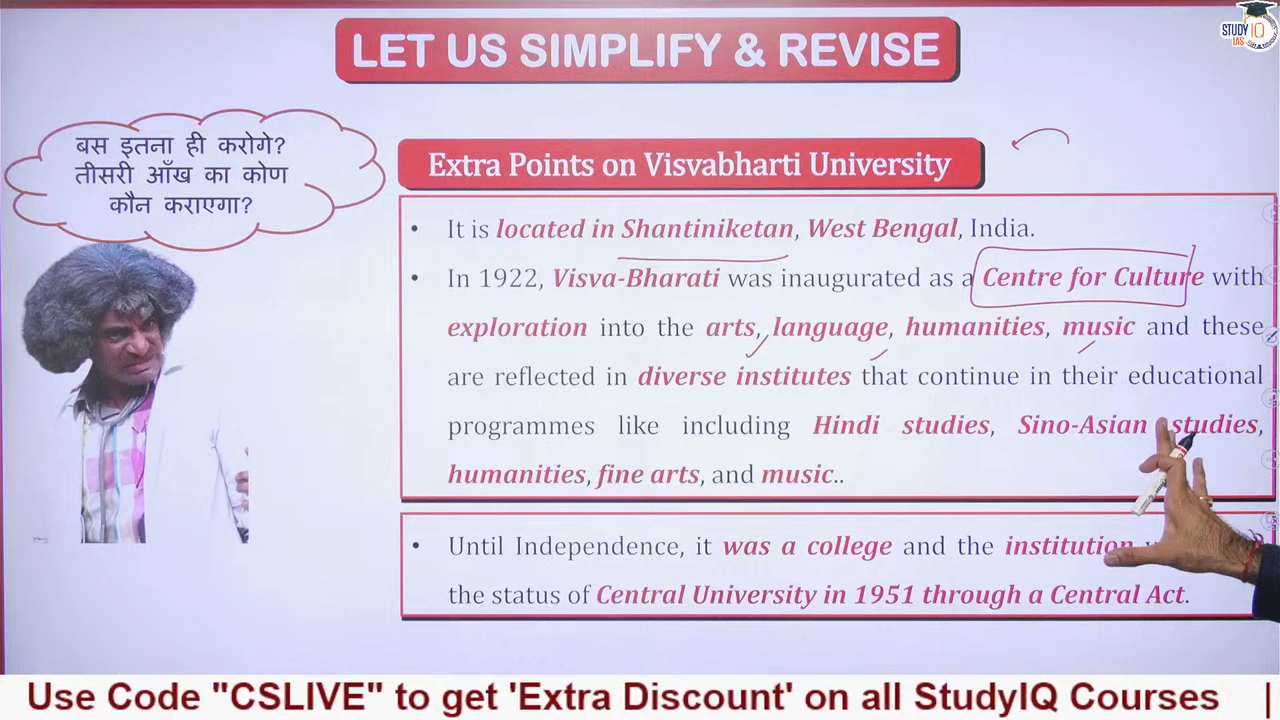 LET US SIMPLIFY & REVISE
STUDY IQ
IAS
बस इतना ही करोगे?
तीसरी आँख का कोण
कौन कराएगा?
Extra Points on Visvabharti University
• It is located in Shantiniketan, West Bengal, India.
• In 1922, Visva-Bharati was inaugurated as a Centre for Culture with
exploration into the arts, language, humanities, music and these
are reflected in diverse institutes that continue in their educational
programmes like including Hindi studies, Sino-Asian studies,
humanities, fine arts, and music..
• Until Independence, it was a college and the institution
the status of Central University in 1951 through a Central Act.
Use Code "CSLIVE" to get 'Extra Discount' on all StudyIQ Courses |